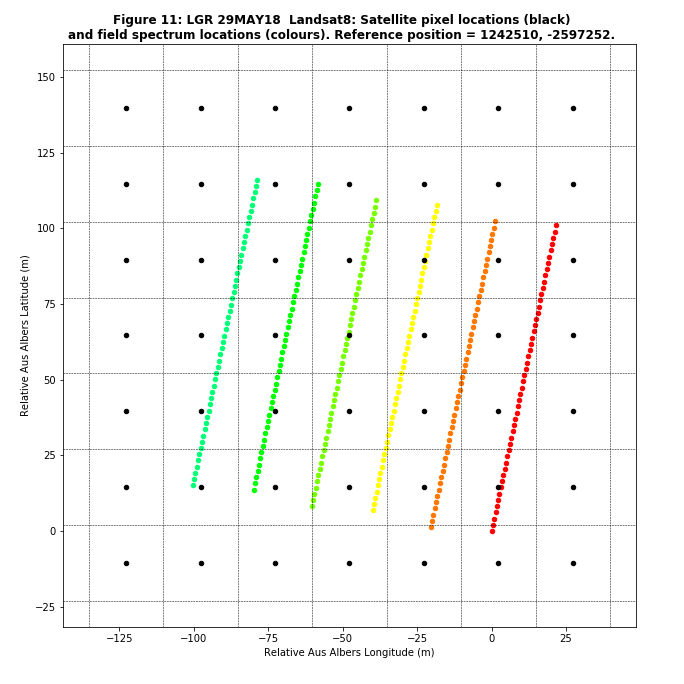 Figure 11: LGR 29MAY18  Landsat8: Satellite pixel locations (black)
and field spectrum locations (colours). Reference position = 1242510, -2597252.
150
125
100
75
50
25
0
−25
Relative Aus Albers Latitude (m)
−125 −100 −75 −50 −25 0 25
Relative Aus Albers Longitude (m)